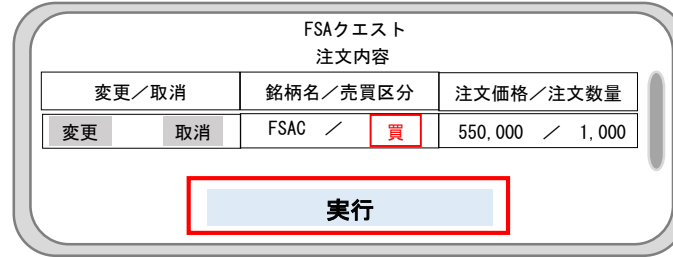 FSAクエスト
注文内容
変更／取消 銘柄名／売買区分 注文価格／注文数量
変更 取消 FSAC ／ 買 550,000 ／ 1,000
実行